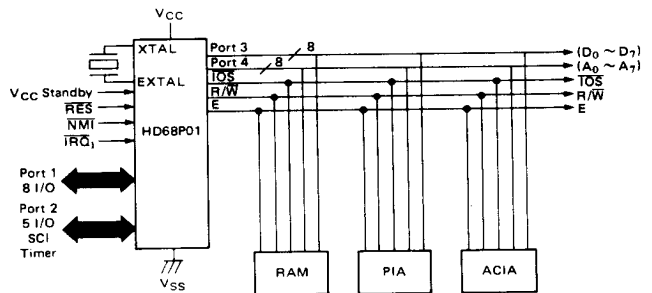 VCC
XTAL
EXTAL
HD68P01
Port 3
8
Port 4
8
IOS
R/W
E
(D0 ~ D7)
(A0 ~ A7)
IOS
R/W
E
VCC Standby
RES
NMI
IRQ1
Port 1
8 I/O
Port 2
5 I/O
SCI
Timer
VSS
RAM
PIA
ACIA